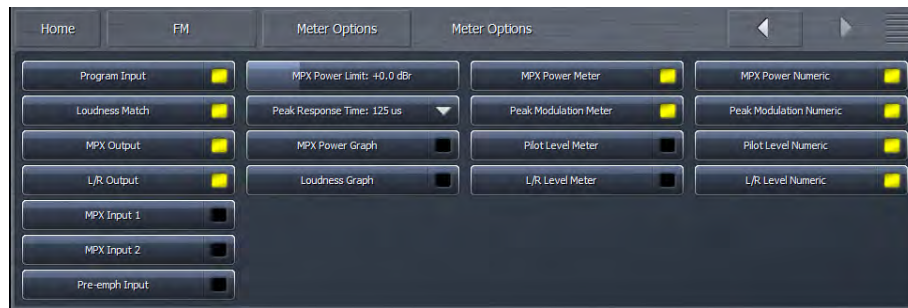 Home FM Meter Options Meter Options
Program Input MPX Power Limit: +0.0 dBr MPX Power Meter MPX Power Numeric
Loudness Match Peak Response Time: 125 us Peak Modulation Meter Peak Modulation Numeric
MPX Output MPX Power Graph Pilot Level Meter Pilot Level Numeric
L/R Output Loudness Graph L/R Level Meter L/R Level Numeric
MPX Input 1
MPX Input 2
Pre-emph Input